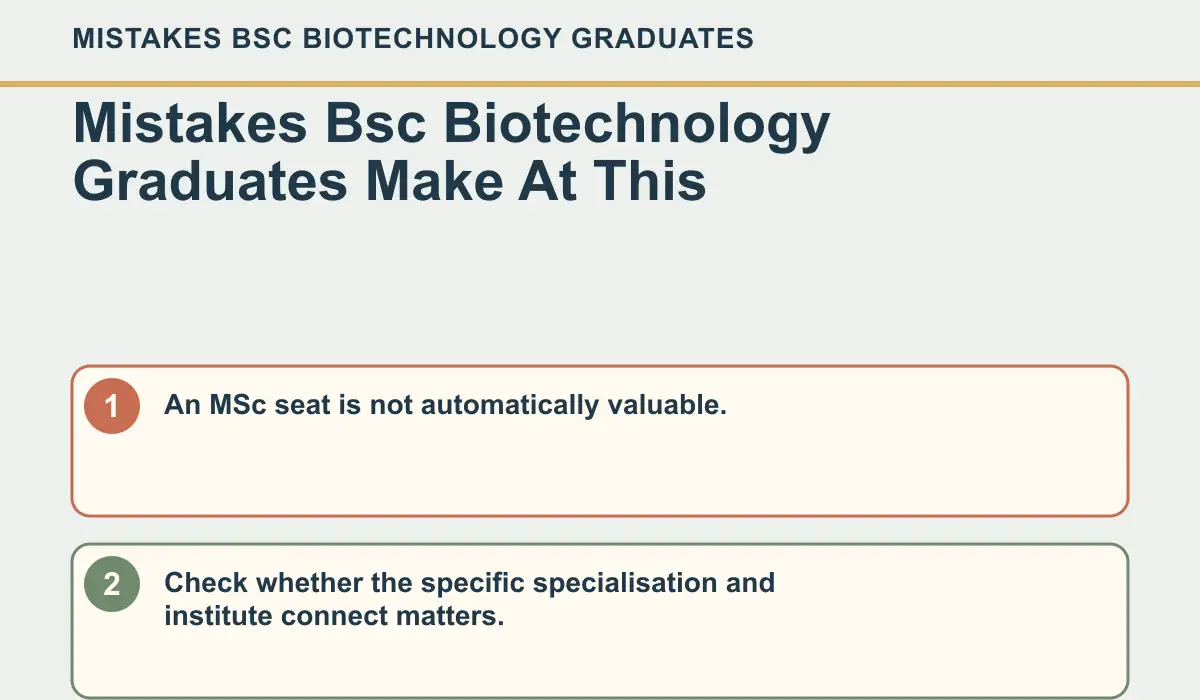 MISTAKES BSC BIOTECHNOLOGY GRADUATES
Mistakes Bsc Biotechnology
Graduates Make At This
1
An MSc seat is not automatically valuable.
2
Check whether the specific specialisation and
institute connect matters.